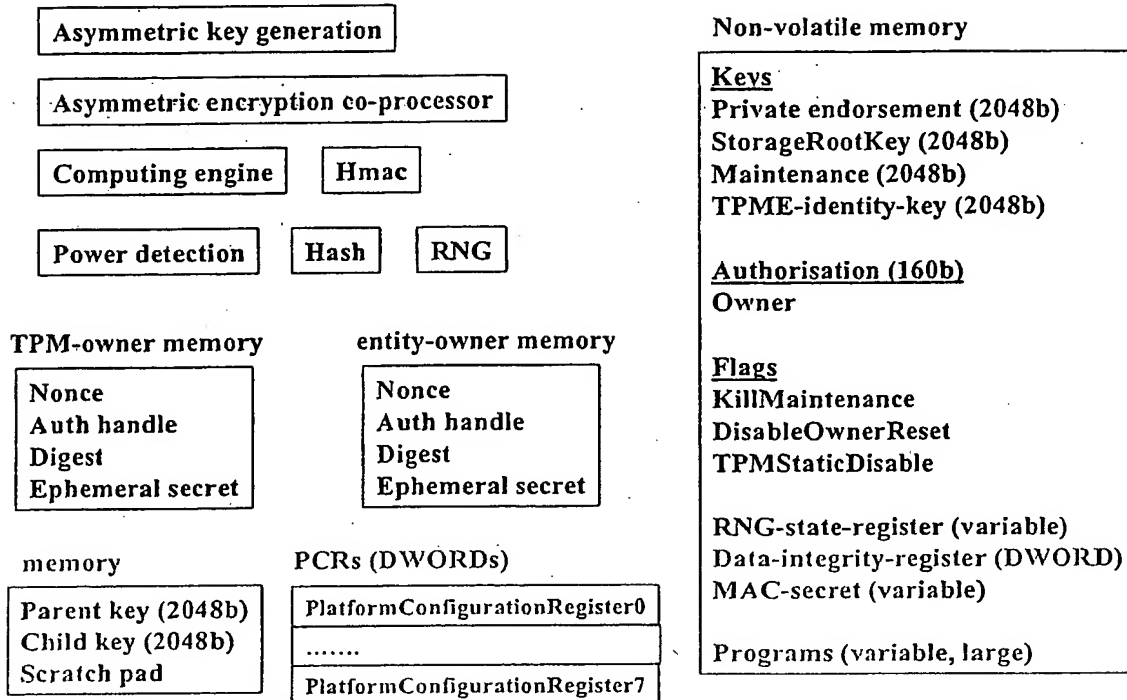 Asymmetric key generation
Asymmetric encryption co-processor
Computing engine
Hmac
Power detection
Hash
RNG
TPM-owner memory
Nonce
Auth handle
Digest
Ephemeral secret
entity-owner memory
Nonce
Auth handle
Digest
Ephemeral secret
memory
Parent key (2048b)
Child key (2048b)
Scratch pad
PCRs (DWORDs)
PlatformConfigurationRegister0
.......
PlatformConfigurationRegister7
Non-volatile memory
Keys
Private endorsement (2048b)
StorageRootKey (2048b)
Maintenance (2048b)
TPME-identity-key (2048b)
Authorisation (160b)
Owner
Flags
KillMaintenance
DisableOwnerReset
TPMStaticDisable
RNG-state-register (variable)
Data-integrity-register (DWORD)
MAC-secret (variable)
Programs (variable, large)